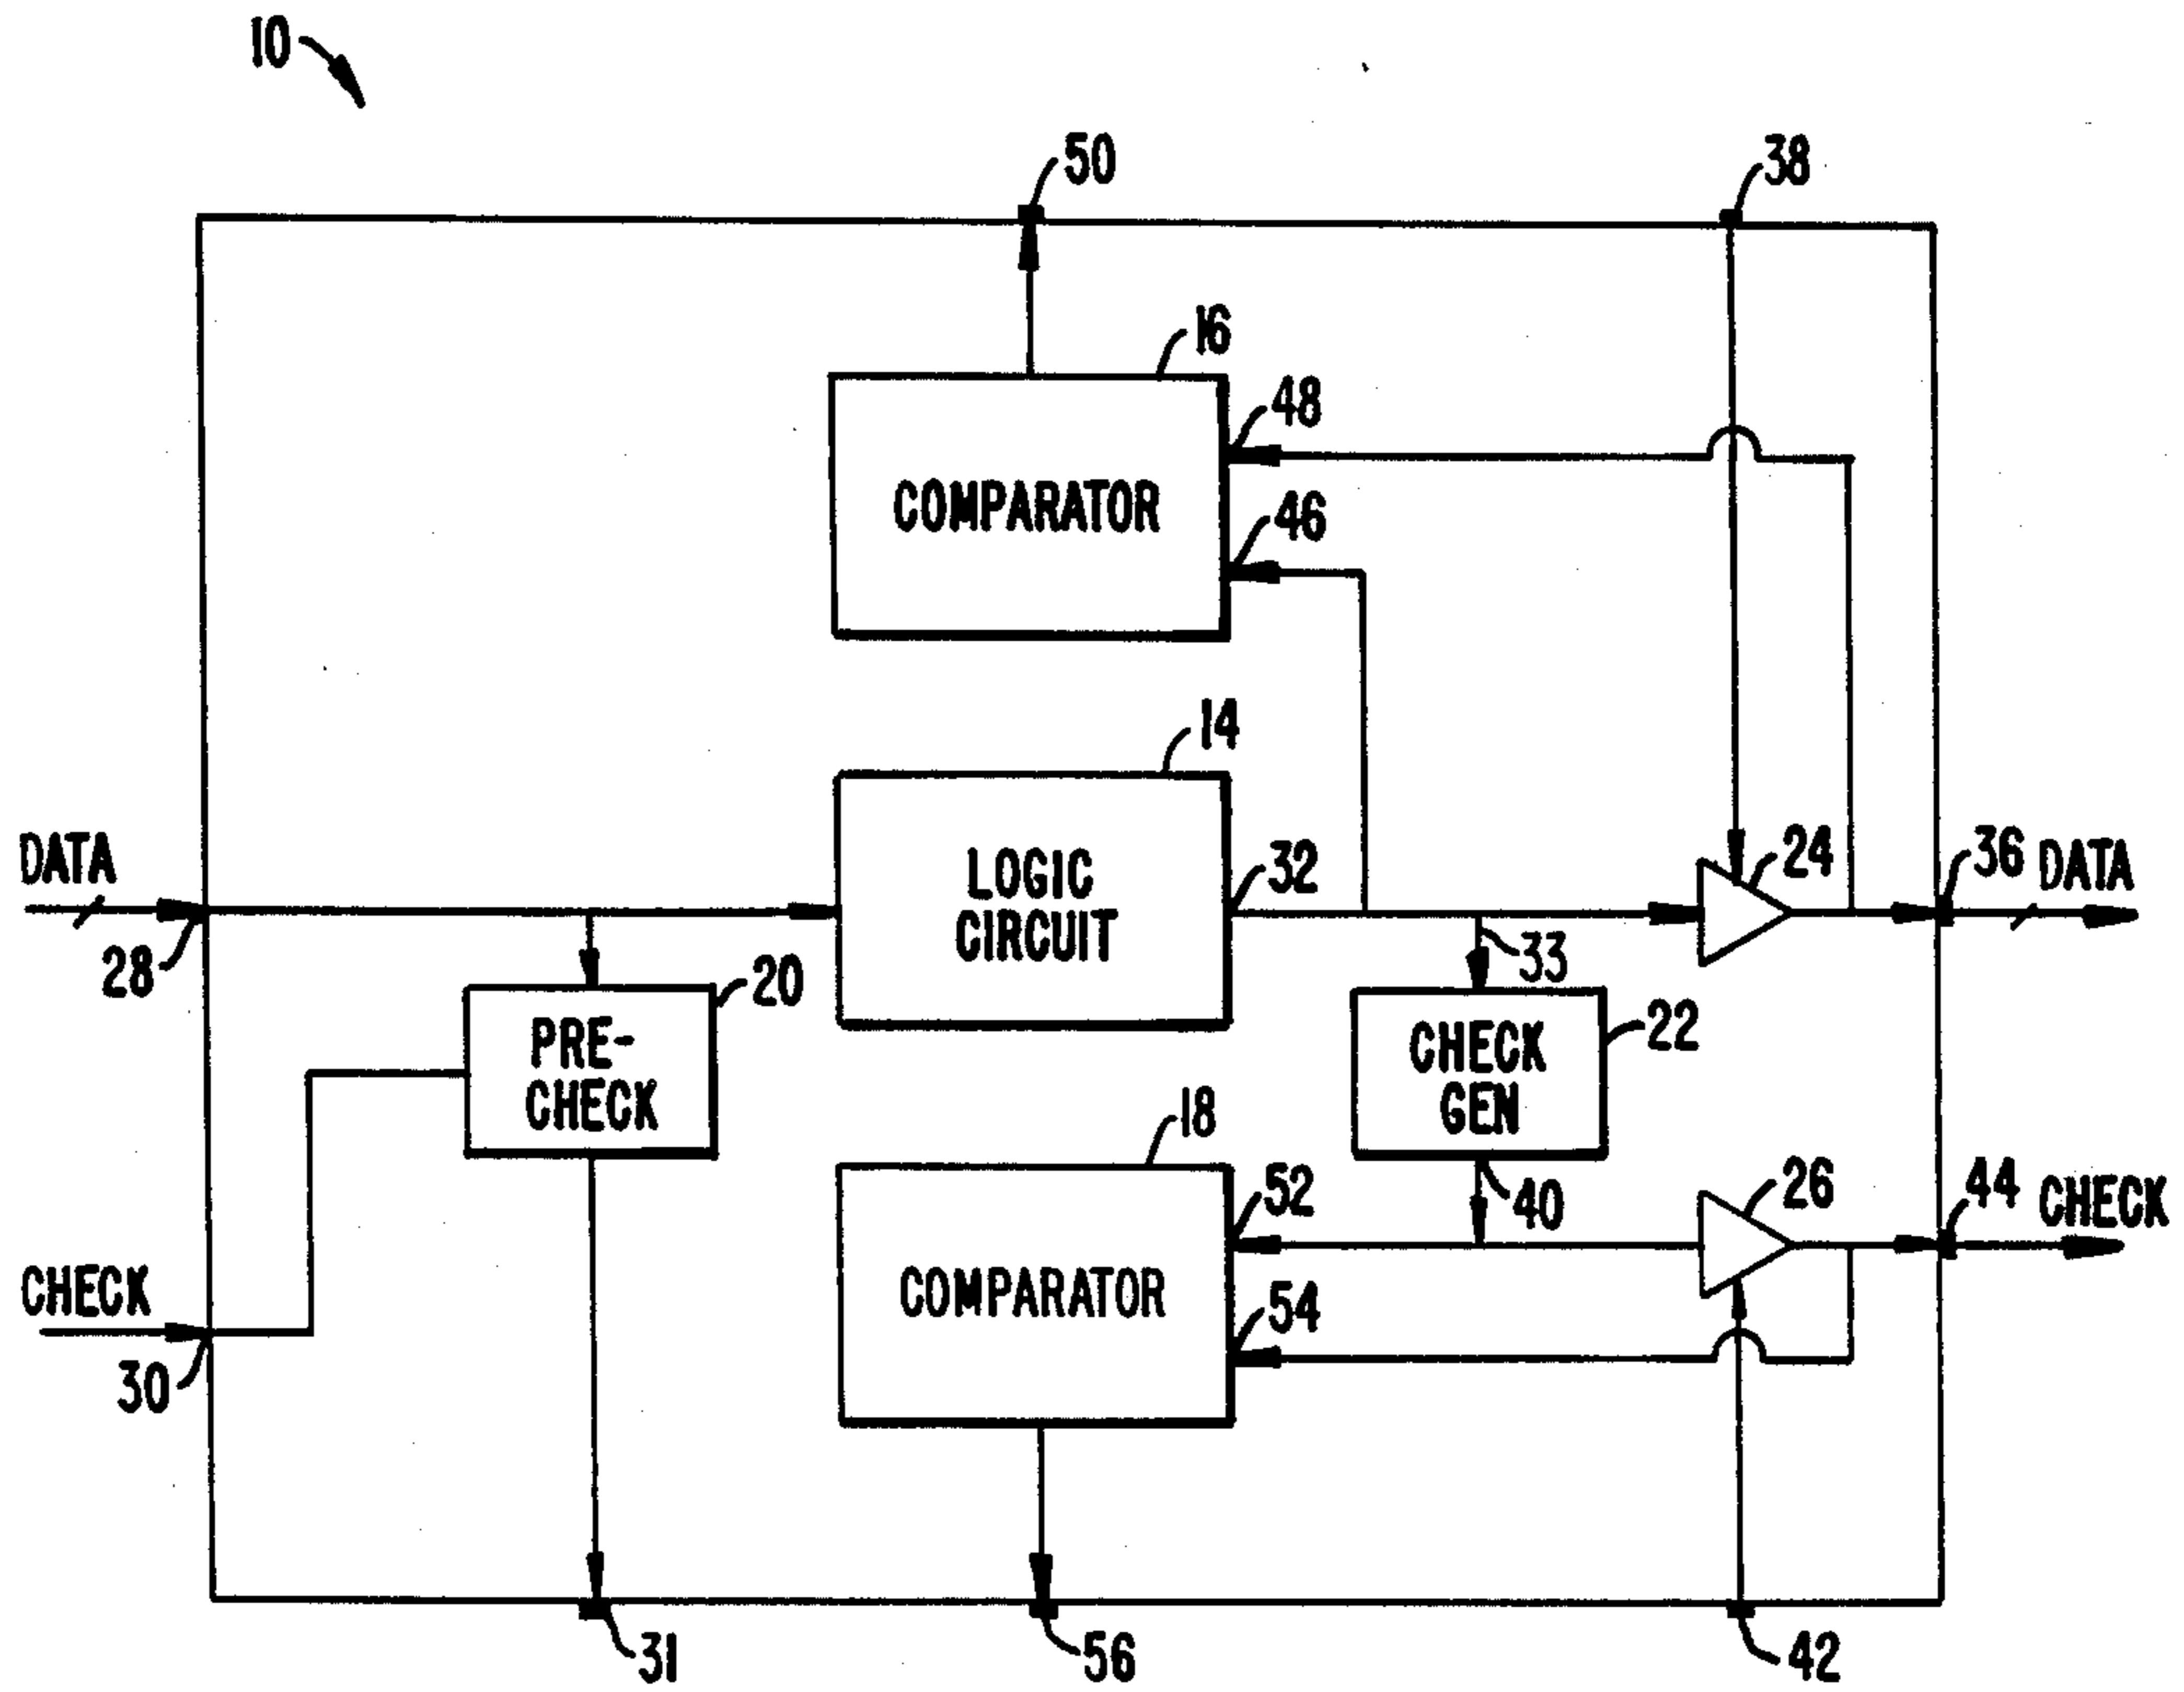 10
50
38
16
48
COMPARATOR
46
14
DATA
LOGIC
CIRCUIT
32
24
36 DATA
28
33
PRE-
CHECK
20
CHECK
GEN
22
18
CHECK
30
COMPARATOR
52
40
54
26
44 CHECK
31
56
42